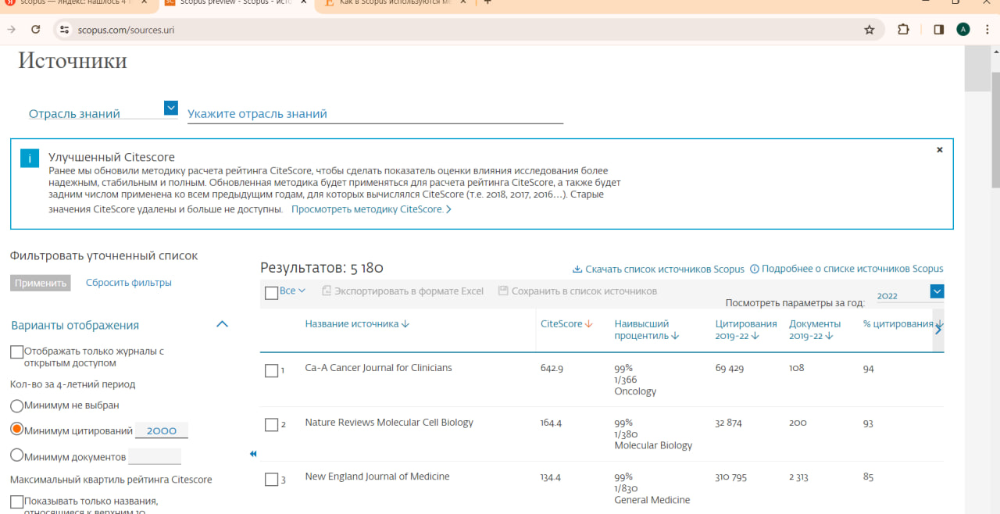 scopus — Яндекс: нашлось 4
Scopus preview - Scopus - Исто
Как в Scopus используются ме
scopus.com/sources.uri
A
Источники
Отрасль знаний
Укажите отрасль знаний
i
Улучшенный Citescore
Ранее мы обновили методику расчета рейтинга CiteScore, чтобы сделать показатель оценки влияния исследования более
надежным, стабильным и полным. Обновленная методика будет применяться для расчета рейтинга CiteScore, а также будет
задним числом применена ко всем предыдущим годам, для которых вычислялся CiteScore (т.е. 2018, 2017, 2016...). Старые
значения CiteScore удалены и больше не доступны. Просмотреть методику CiteScore.
Фильтровать уточненный список
Применить
Сбросить фильтры
Варианты отображения
Отображать только журналы с
открытым доступом
Кол-во за 4-летний период
Минимум не выбран
Минимум цитирований 2000
Минимум документов
Максимальный квартиль рейтинга Citescore
Показывать только названия,
относящиеся к верхним 10
Результатов: 5 180
Скачать список источников Scopus
Подробнее о списке источников Scopus
Все
Экспортировать в формате Excel
Сохранить в список источников
Посмотреть параметры за год: 2022
Название источника
CiteScore
Наивысший
процентиль
Цитирования
2019-22
Документы
2019-22
% цитирования
1 Ca-A Cancer Journal for Clinicians 642.9 99% 69 429 108 94
1/366
Oncology
2 Nature Reviews Molecular Cell Biology 164.4 99% 32 874 200 93
1/380
Molecular Biology
3 New England Journal of Medicine 134.4 99% 310 795 2 313 85
1/830
General Medicine